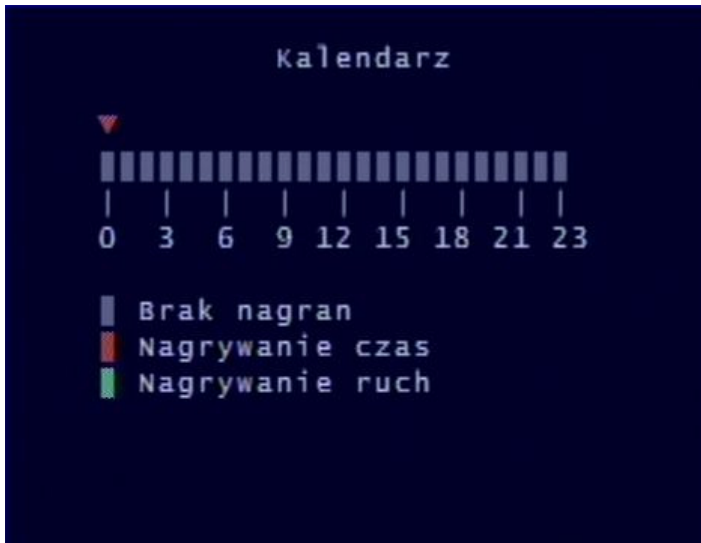 Kalendarz
0 3 6 9 12 15 18 21 23
Brak nagran
Nagrywanie czas
Nagrywanie ruch